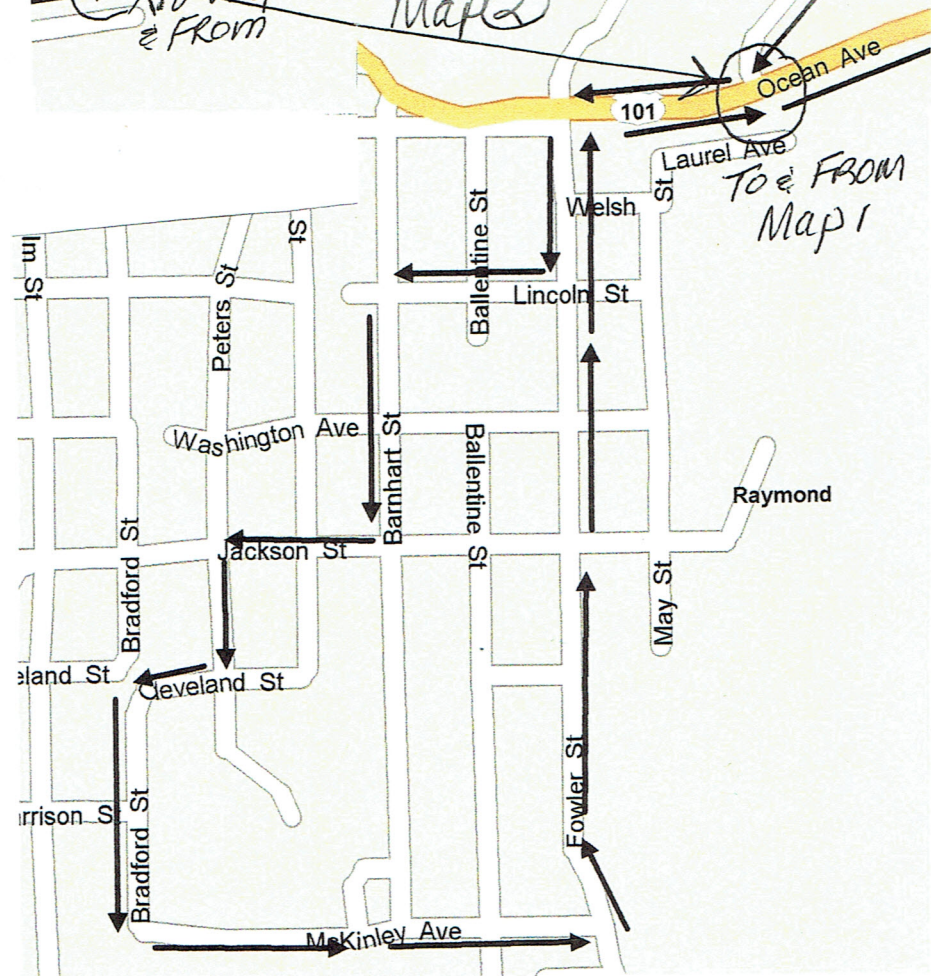 & FROM
Map 2
Ocean Ave
101
Laurel Ave
St
To & FROM
Map 1
Welsh
Ballentine St
St
lm St
Peters St
Lincoln St
Washington Ave
Barnhart St
Ballentine St
Raymond
Jackson St
Bradford St
May St
eland St
Cleveland St
Fowler St
rrison St
Bradford St
McKinley Ave